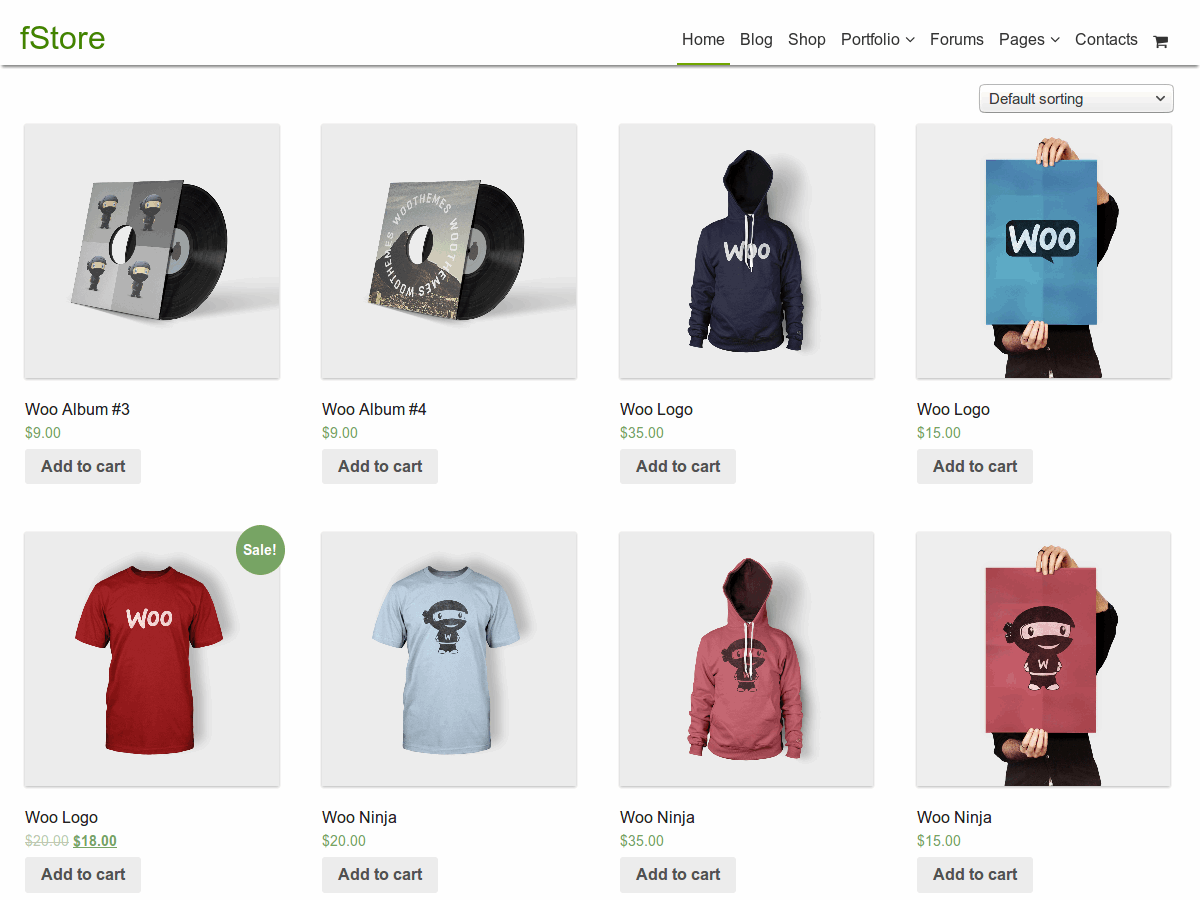 fStore
Home Blog Shop Portfolio Forums Pages Contacts
Default sorting
WOOTHEMES WOOTHEMES WOOTHEMES
WOO
WOO
Woo Album #3
Woo Album #4
Woo Logo
Woo Logo
$9.00
$9.00
$35.00
$15.00
Add to cart
Add to cart
Add to cart
Add to cart
Sale!
WOO
W
W
W
Woo Logo
Woo Ninja
Woo Ninja
Woo Ninja
$20.00 $18.00
$20.00
$35.00
$15.00
Add to cart
Add to cart
Add to cart
Add to cart